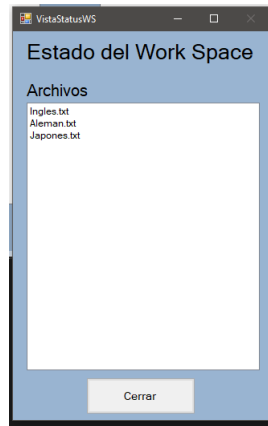 VistaStatusWS
Estado del Work Space
Archivos
Ingles.txt
Aleman.txt
Japones.txt
Cerrar